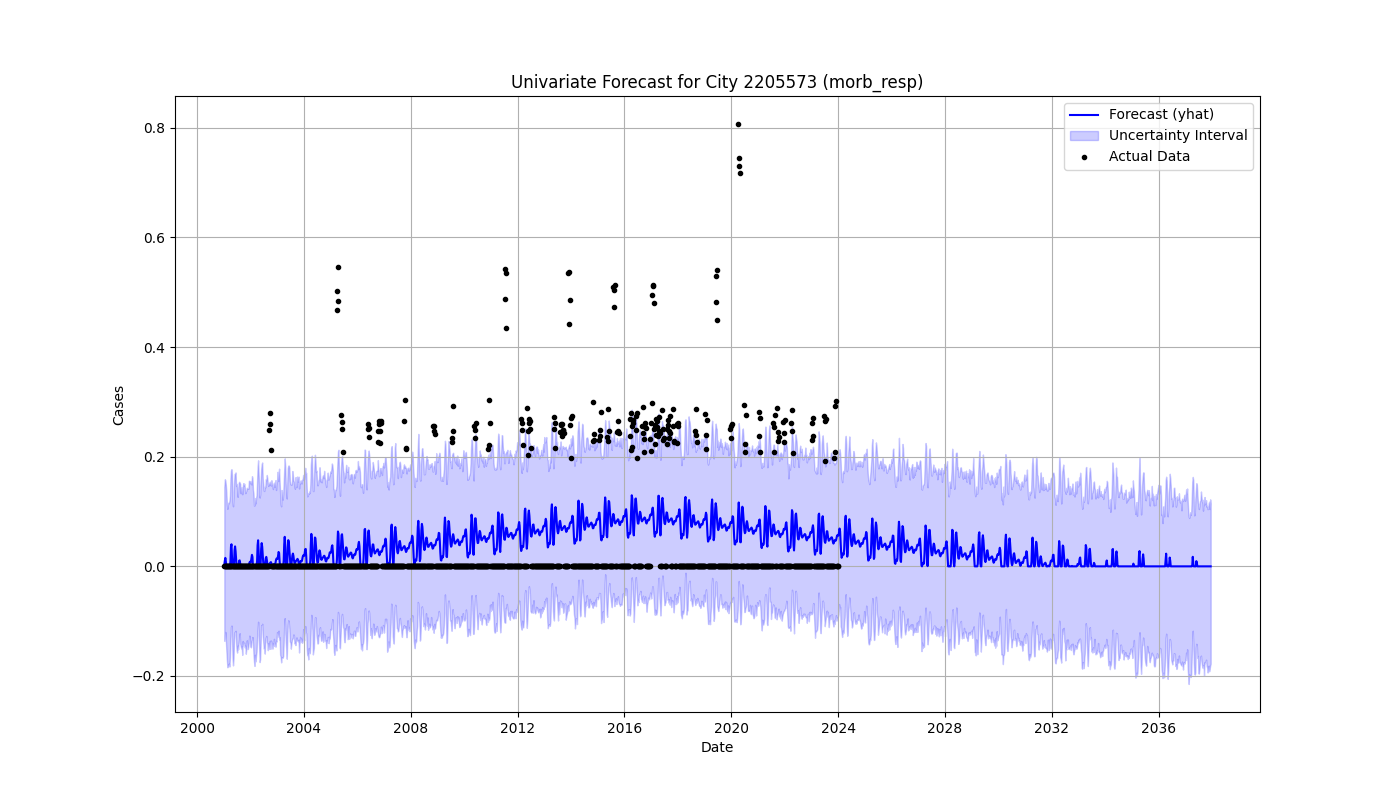 Univariate Forecast for City 2205573 (morb_resp)
Forecast (yhat)
Uncertainty Interval
Actual Data
0.8
0.6
0.4
0.2
0.0
−0.2
Cases
2000 2004 2008 2012 2016 2020 2024 2028 2032 2036
Date